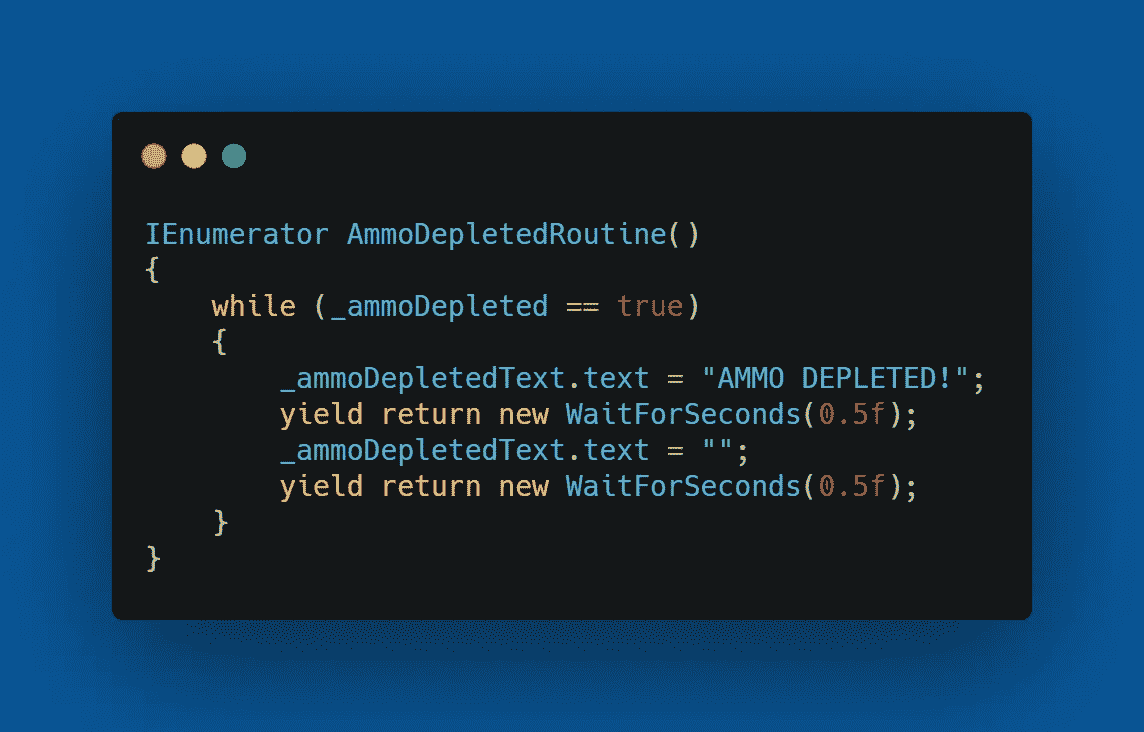 IEnumerator AmmoDepletedRoutine()
{
    while (_ammoDepleted == true)
    {
        _ammoDepletedText.text = "AMMO DEPLETED!";
        yield return new WaitForSeconds(0.5f);
        _ammoDepletedText.text = "";
        yield return new WaitForSeconds(0.5f);
    }
}